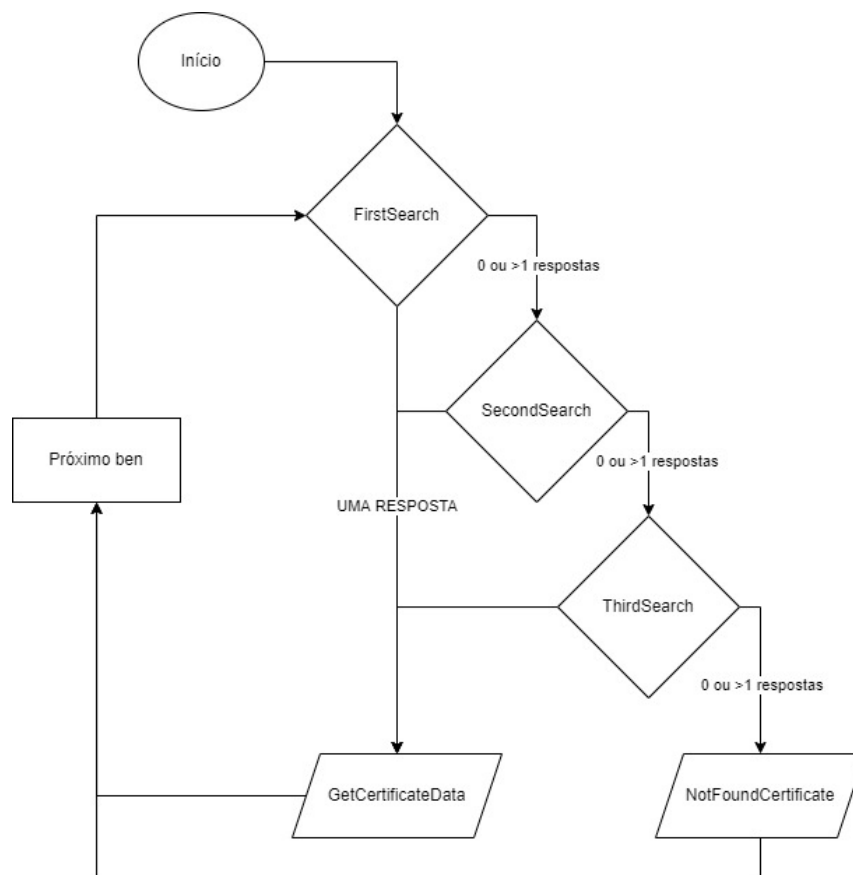 Início
FirstSearch
0 ou >1 respostas
SecondSearch
Próximo ben
0 ou >1 respostas
UMA RESPOSTA
ThirdSearch
0 ou >1 respostas
GetCertificateData
NotFoundCertificate